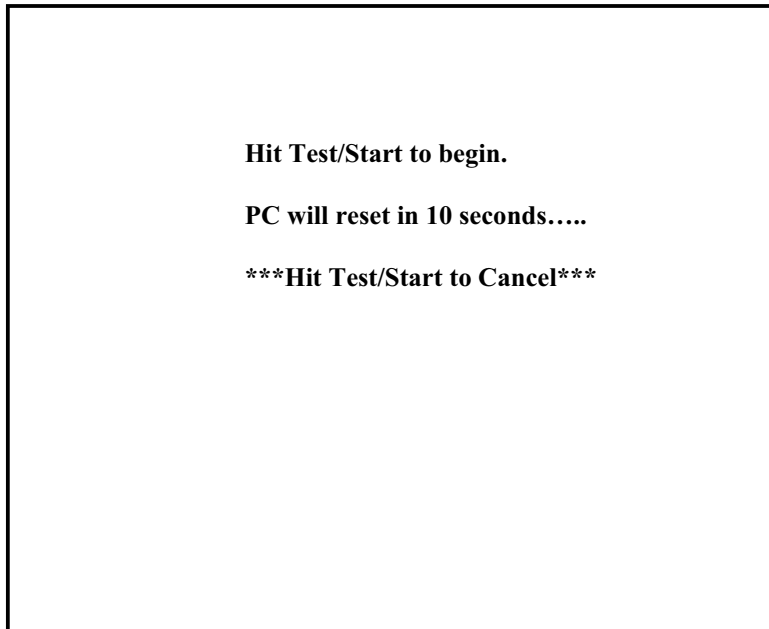 Hit Test/Start to begin.
PC will reset in 10 seconds…..
***Hit Test/Start to Cancel***